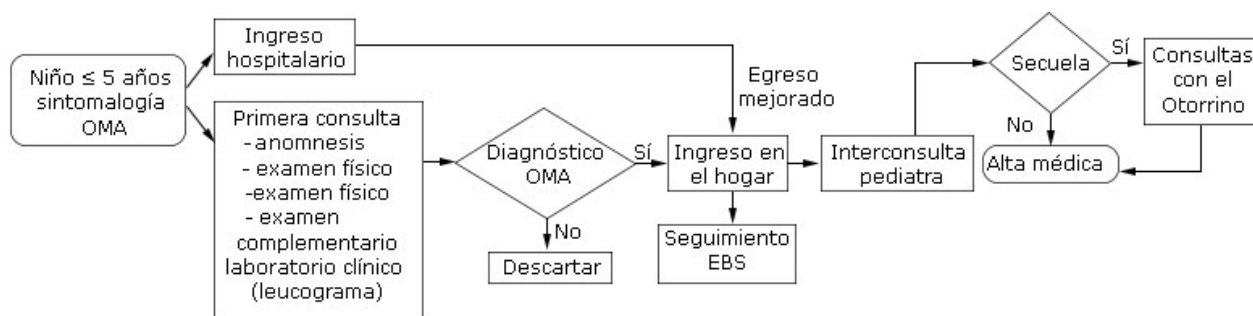 Niño ≤ 5 años
sintomalogía
OMA
Ingreso
hospitalario
Primera consulta
-anomnesis
- examen físico
-examen físico
- examen
complementario
laboratorio clínico
(leucograma)
Diagnóstico
OMA
Sí
No
Descartar
Egreso
mejorado
Ingreso en
el hogar
Seguimiento
EBS
Interconsulta
pediatra
Secuela
Sí
No
Consultas
con el
Otorrino
Alta médica